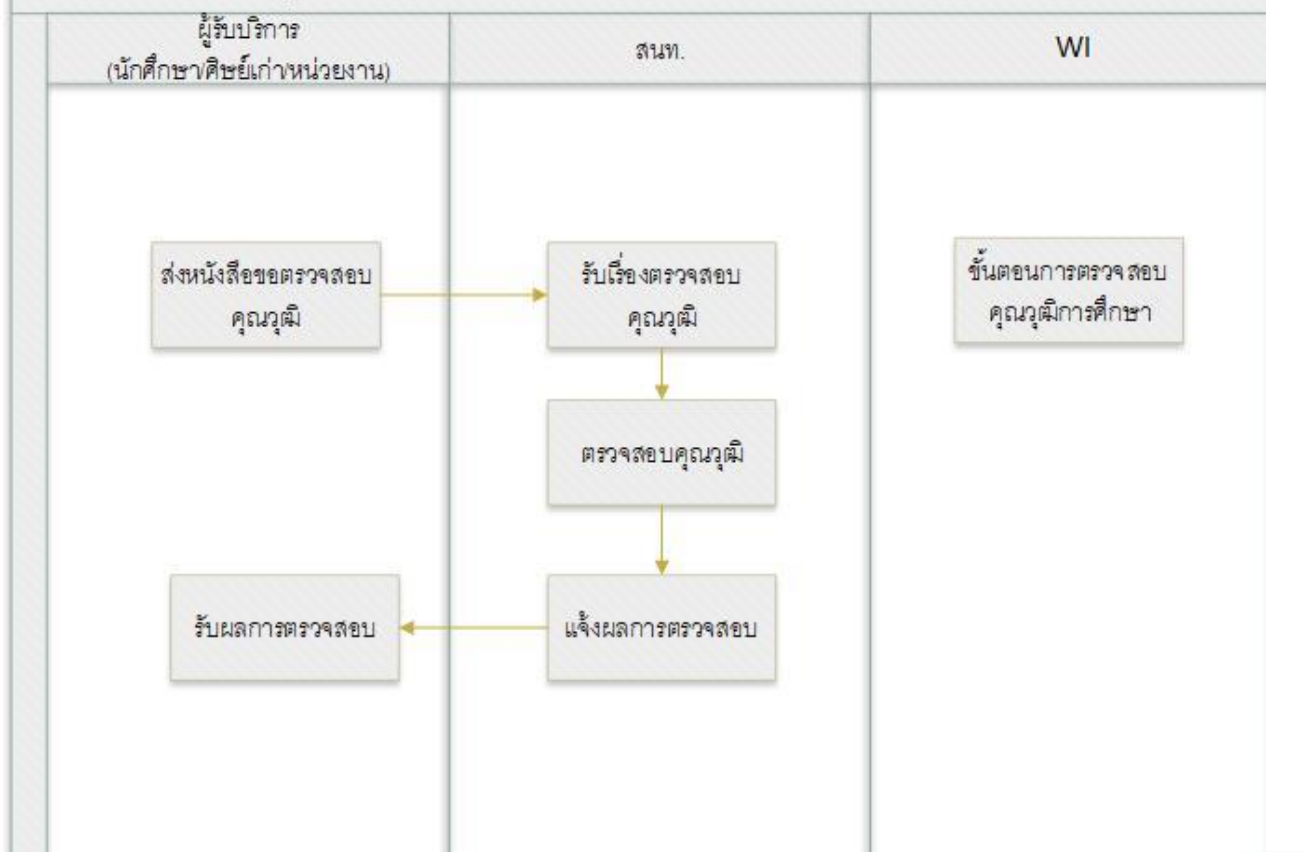 ผู้รับบริการ
(นักศึกษา/ศิษย์เก่า/หน่วยงาน)
สนท.
WI
ส่งหนังสือขอตรวจสอบ
คุณวุฒิ
รับเรื่องตรวจสอบ
คุณวุฒิ
ขั้นตอนการตรวจสอบ
คุณวุฒิการศึกษา
ตรวจสอบคุณวุฒิ
รับผลการตรวจสอบ
แจ้งผลการตรวจสอบ